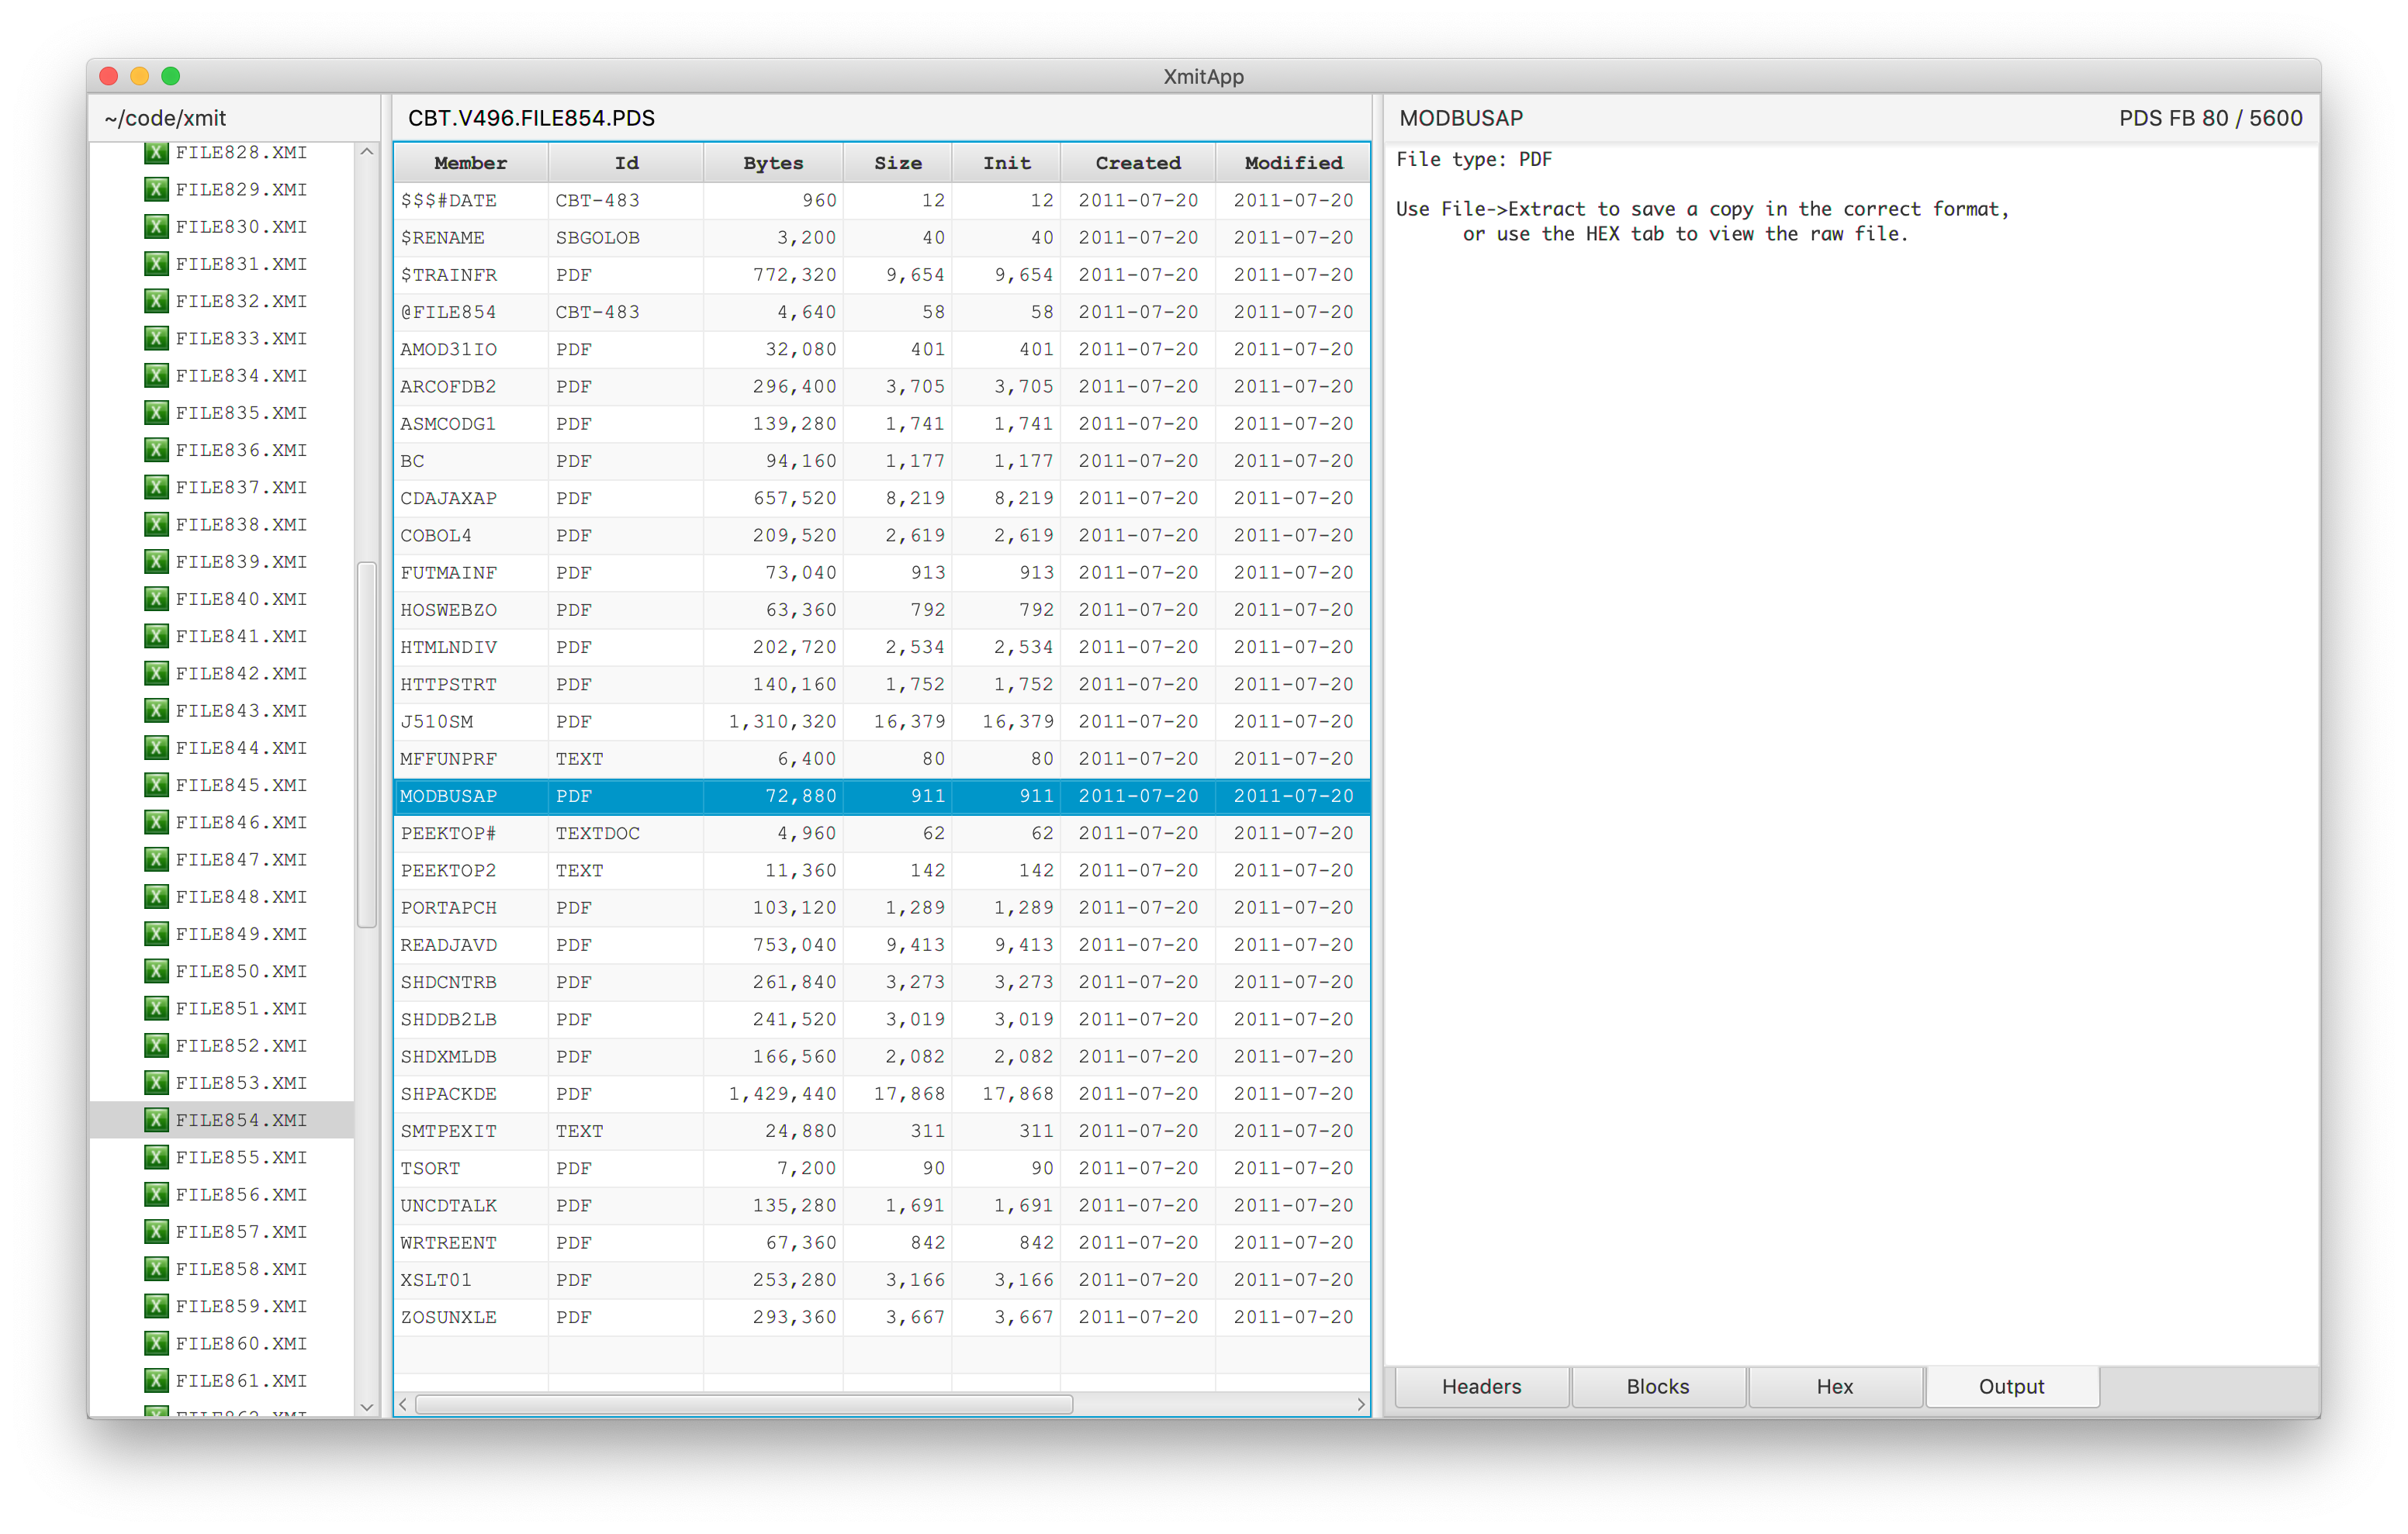 XmitApp
~/code/xmit
FILE828.XMI
FILE829.XMI
FILE830.XMI
FILE831.XMI
FILE832.XMI
FILE833.XMI
FILE834.XMI
FILE835.XMI
FILE836.XMI
FILE837.XMI
FILE838.XMI
FILE839.XMI
FILE840.XMI
FILE841.XMI
FILE842.XMI
FILE843.XMI
FILE844.XMI
FILE845.XMI
FILE846.XMI
FILE847.XMI
FILE848.XMI
FILE849.XMI
FILE850.XMI
FILE851.XMI
FILE852.XMI
FILE853.XMI
FILE854.XMI
FILE855.XMI
FILE856.XMI
FILE857.XMI
FILE858.XMI
FILE859.XMI
FILE860.XMI
FILE861.XMI
CBT.V496.FILE854.PDS
Member Id Bytes Size Init Created Modified
$$$#DATE CBT-483 960 12 12 2011-07-20 2011-07-20
$RENAME SBGOLOB 3,200 40 40 2011-07-20 2011-07-20
$TRAINFR PDF 772,320 9,654 9,654 2011-07-20 2011-07-20
@FILE854 CBT-483 4,640 58 58 2011-07-20 2011-07-20
AMOD31IO PDF 32,080 401 401 2011-07-20 2011-07-20
ARCOFDB2 PDF 296,400 3,705 3,705 2011-07-20 2011-07-20
ASMCODG1 PDF 139,280 1,741 1,741 2011-07-20 2011-07-20
BC PDF 94,160 1,177 1,177 2011-07-20 2011-07-20
CDAJAXAP PDF 657,520 8,219 8,219 2011-07-20 2011-07-20
COBOL4 PDF 209,520 2,619 2,619 2011-07-20 2011-07-20
FUTMAINF PDF 73,040 913 913 2011-07-20 2011-07-20
HOSWEBZO PDF 63,360 792 792 2011-07-20 2011-07-20
HTMLNDIV PDF 202,720 2,534 2,534 2011-07-20 2011-07-20
HTTPSTRT PDF 140,160 1,752 1,752 2011-07-20 2011-07-20
J510SM PDF 1,310,320 16,379 16,379 2011-07-20 2011-07-20
MFFUNPRF TEXT 6,400 80 80 2011-07-20 2011-07-20
MODBUSAP PDF 72,880 911 911 2011-07-20 2011-07-20
PEEKTOP# TEXTDOC 4,960 62 62 2011-07-20 2011-07-20
PEEKTOP2 TEXT 11,360 142 142 2011-07-20 2011-07-20
PORTAPCH PDF 103,120 1,289 1,289 2011-07-20 2011-07-20
READJAVD PDF 753,040 9,413 9,413 2011-07-20 2011-07-20
SHDCNTRB PDF 261,840 3,273 3,273 2011-07-20 2011-07-20
SHDDB2LB PDF 241,520 3,019 3,019 2011-07-20 2011-07-20
SHDXMLDB PDF 166,560 2,082 2,082 2011-07-20 2011-07-20
SHPACKDE PDF 1,429,440 17,868 17,868 2011-07-20 2011-07-20
SMTPEXIT TEXT 24,880 311 311 2011-07-20 2011-07-20
TSORT PDF 7,200 90 90 2011-07-20 2011-07-20
UNCDTALK PDF 135,280 1,691 1,691 2011-07-20 2011-07-20
WRTREENT PDF 67,360 842 842 2011-07-20 2011-07-20
XSLT01 PDF 253,280 3,166 3,166 2011-07-20 2011-07-20
ZOSUNXLE PDF 293,360 3,667 3,667 2011-07-20 2011-07-20
MODBUSAP PDS FB 80 / 5600
File type: PDF
Use File->Extract to save a copy in the correct format,
or use the HEX tab to view the raw file.
Headers Blocks Hex Output